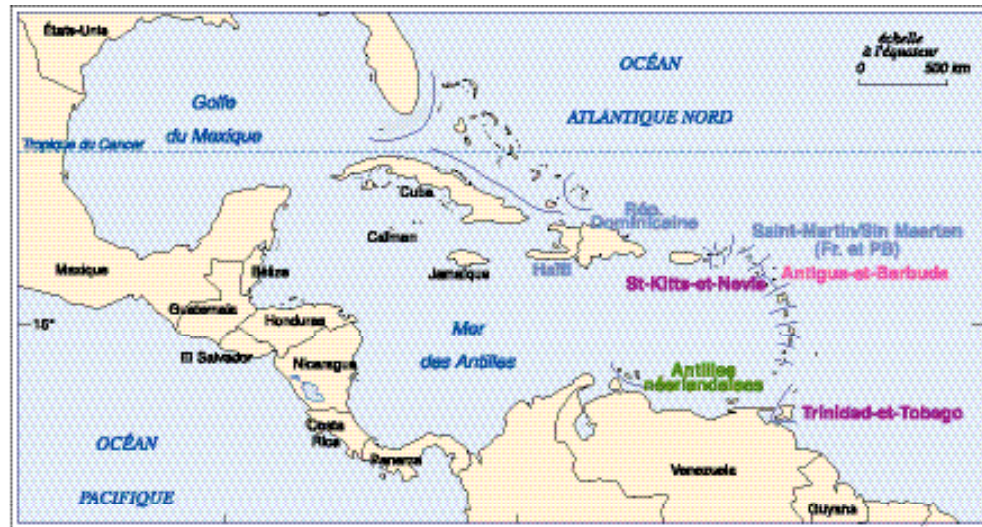 États-Unis
échelle
à l'équateur
0 500 km
OCÉAN
ATLANTIQUE NORD
Golfe
du Mexique
Tropique du Cancer
Cuba
Rép.
Dominicaine
Caïman
Saint-Martin/Sin Maerten
(Fr. et PB)
Mexique
Bélize
Jamaïque
Haïti
Antigua-et-Barbuda
St-Kitts-et-Nevis
Guatemala
15°
Honduras
Mer
des Antilles
El Salvador
Nicaragua
Antilles
néerlandaises
Trinidad-et-Tobago
Costa
Rica
OCÉAN
PACIFIQUE
Panama
Venezuela
Guyana